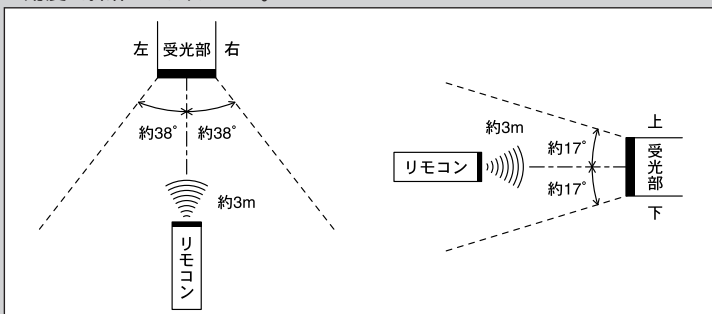 左 受光部 右
約38° 約38°
約3m
リモコン
上
約3m
約17°
リモコン
受光部
約17°
下